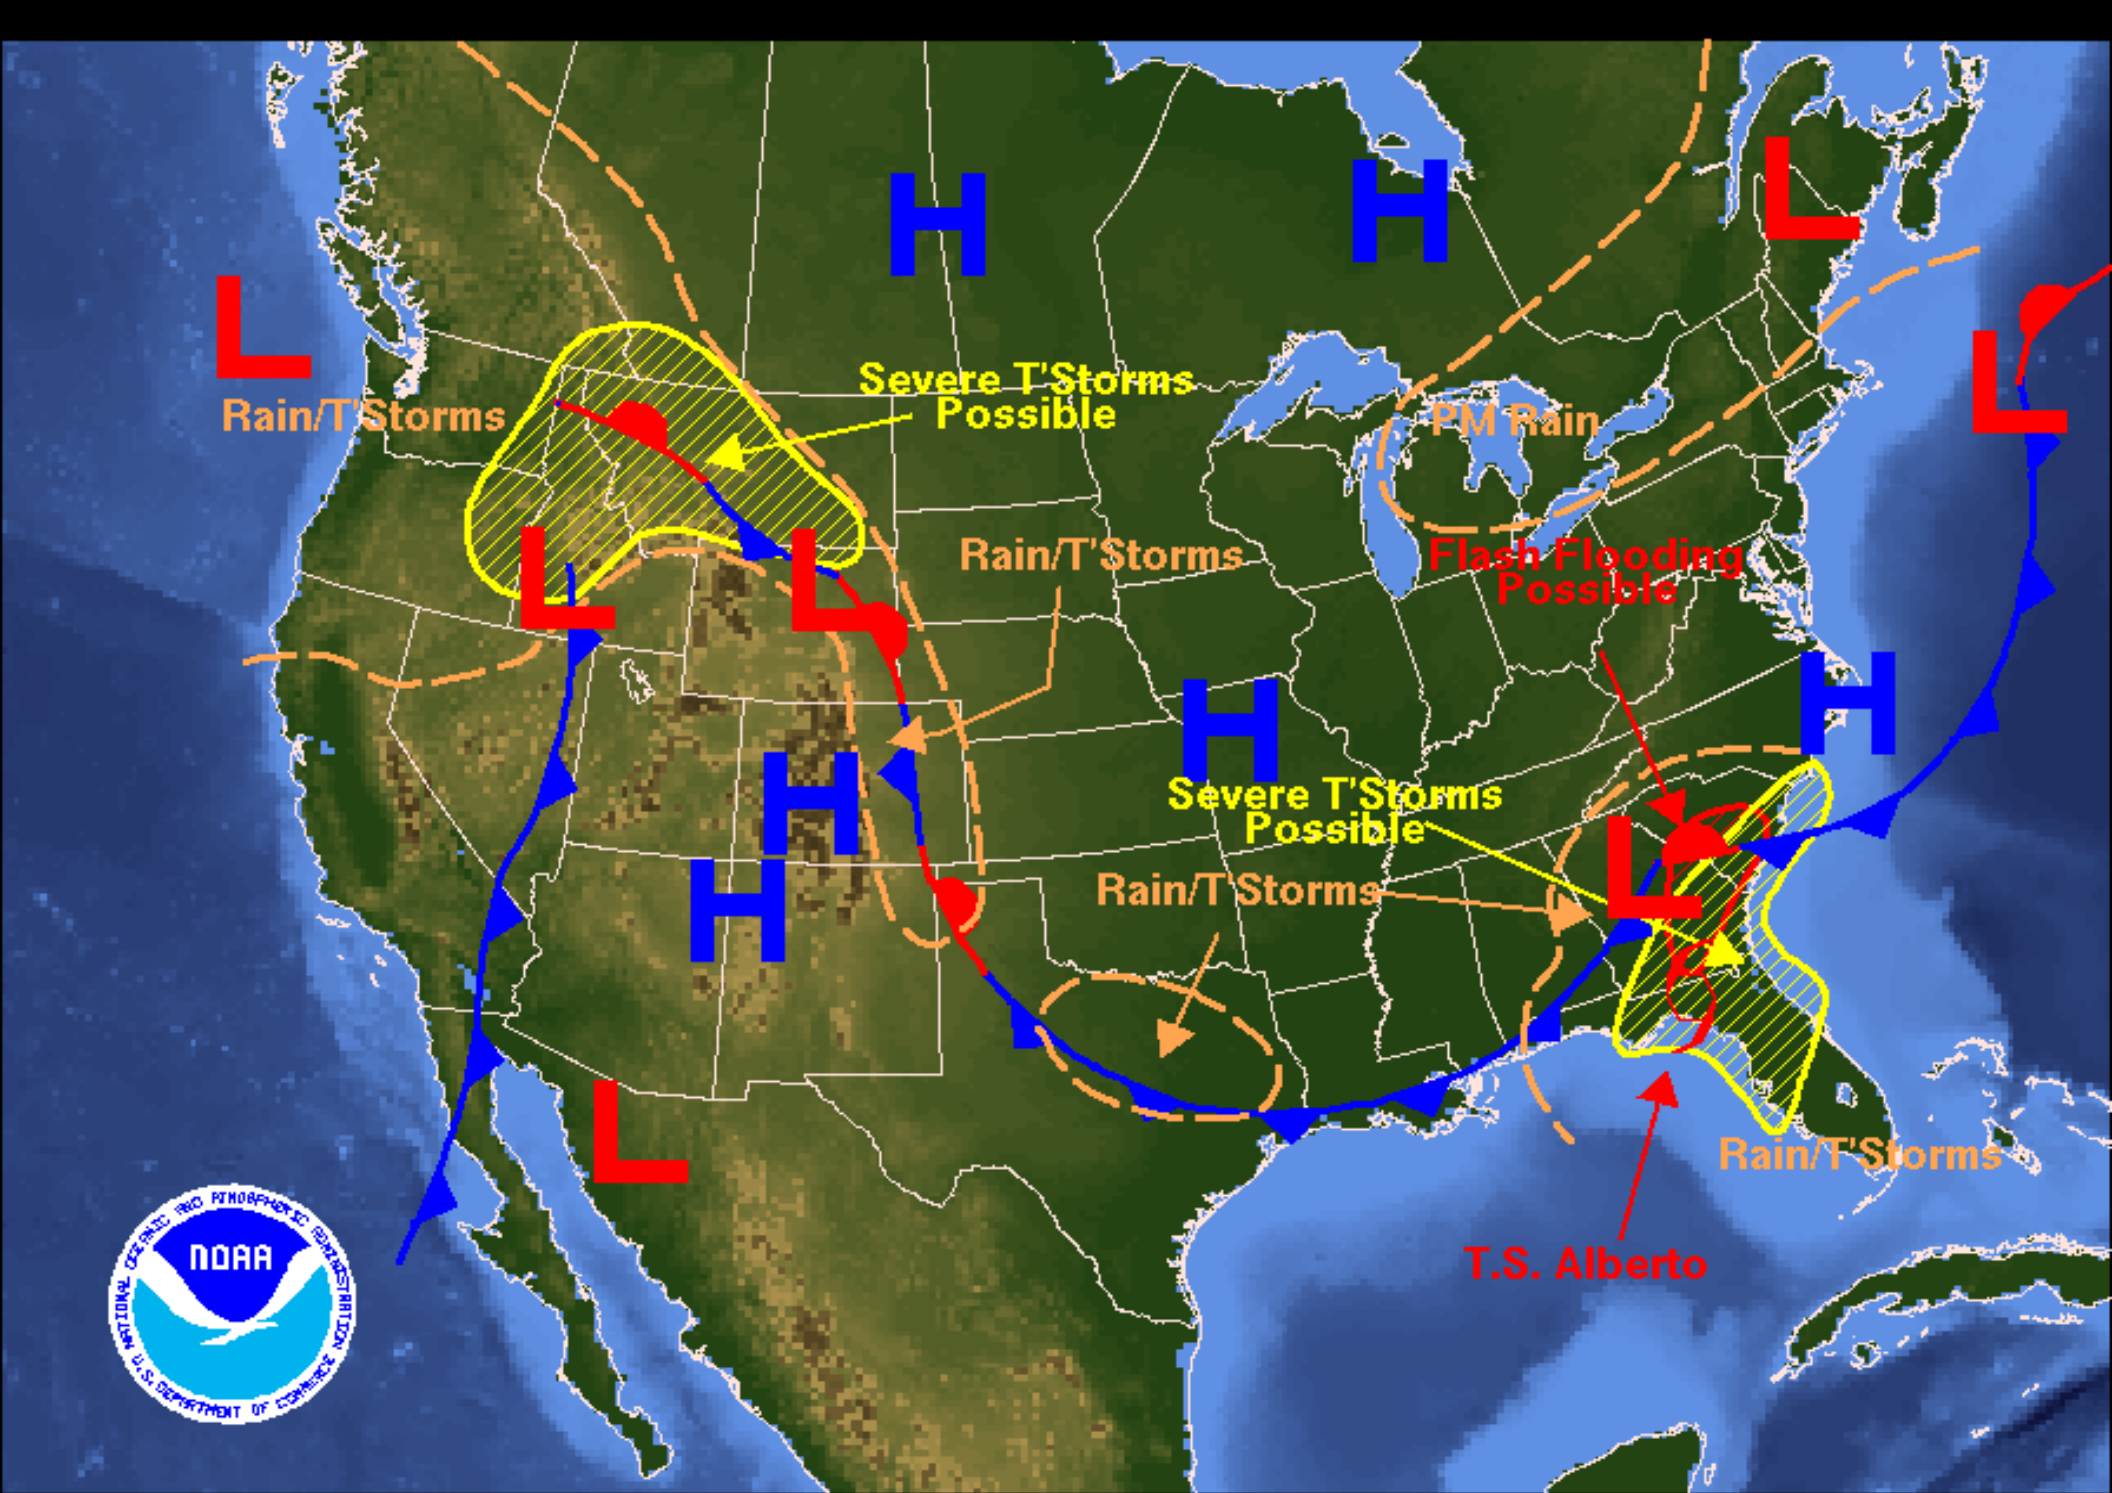 H
H
L
L
L
Severe T'Storms
Possible
Rain/T'Storms
PM Rain
L
L
Rain/T'Storms
Flash Flooding
Possible
H
H
H
Severe T'Storms
Possible
H
Rain/T'Storms
L
L
Rain/T'Storms
T.S. Alberto
NOAA
NATIONAL OCEANIC AND ATMOSPHERIC ADMINISTRATION
U.S. DEPARTMENT OF COMMERCE